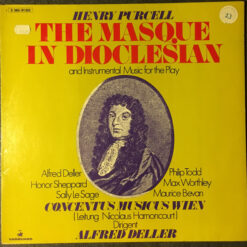 HENRY PURCELL
THE MASQUE
IN DIOCLESIAN
and Instrumental Music for the Play
Alfred Deller
Honor Sheppard
Sally Le Sage
Philip Todd
Max Worthley
Maurice Bevan
CONCENTUS MUSICUS WIEN
(Leitung Nicolaus Harnoncourt)
Dirigent
ALFRED DELLER